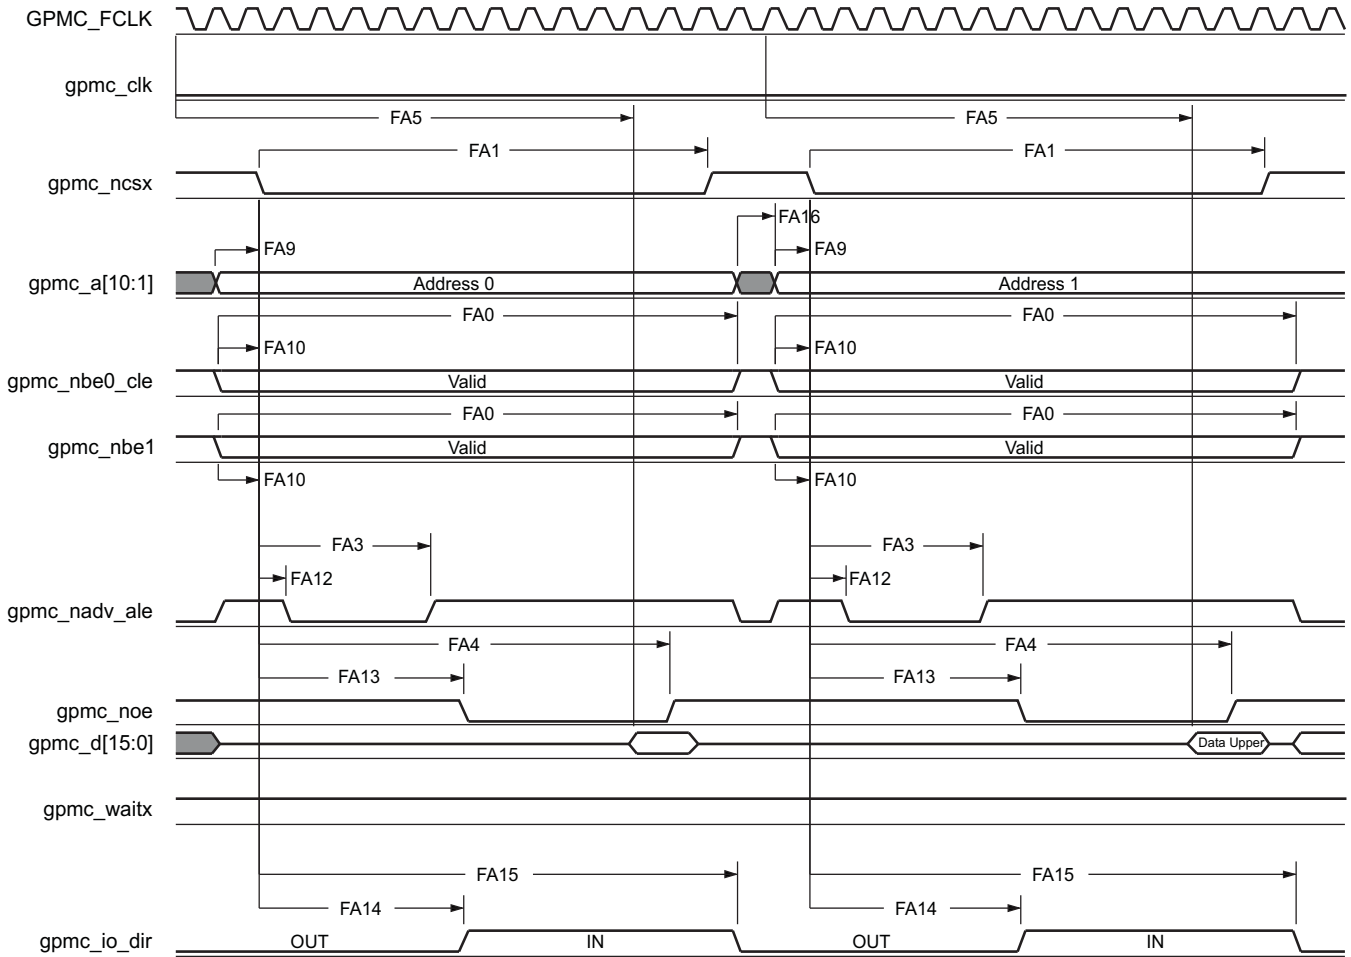 GPMC_FCLK
gpmc_clk
FA5 FA5
FA1 FA1
gpmc_ncsx
FA16
FA9 FA9
gpmc_a[10:1] Address 0 Address 1
FA0 FA0
FA10 FA10
gpmc_nbe0_cle Valid Valid
FA0 FA0
gpmc_nbe1 Valid Valid
FA10 FA10
FA3 FA3
FA12 FA12
gpmc_nadv_ale
FA4 FA4
FA13 FA13
gpmc_noe
gpmc_d[15:0] Data Upper
gpmc_waitx
FA15 FA15
FA14 FA14
gpmc_io_dir OUT IN OUT IN